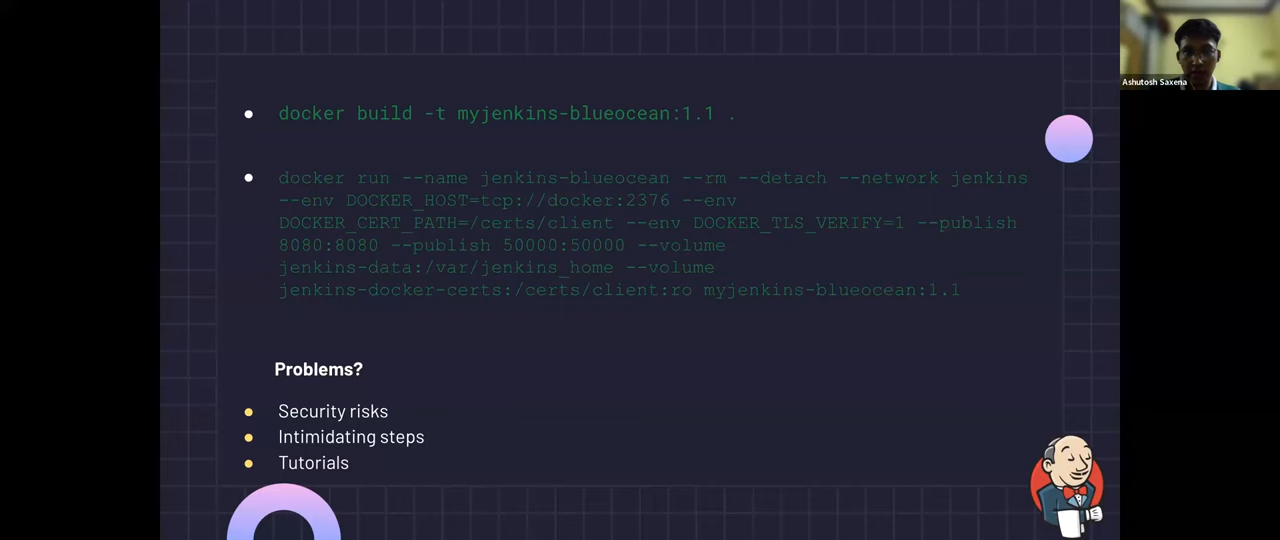 Ashutosh Saxena
docker build -t myjenkins-blueocean:1.1 .
docker run --name jenkins-blueocean --rm --detach --network jenkins
--env DOCKER_HOST=tcp://docker:2376 --env
DOCKER_CERT_PATH=/certs/client --env DOCKER_TLS_VERIFY=1 --publish
8080:8080 --publish 50000:50000 --volume
jenkins-data:/var/jenkins_home --volume
jenkins-docker-certs:/certs/client:ro myjenkins-blueocean:1.1
Problems?
Security risks
Intimidating steps
Tutorials